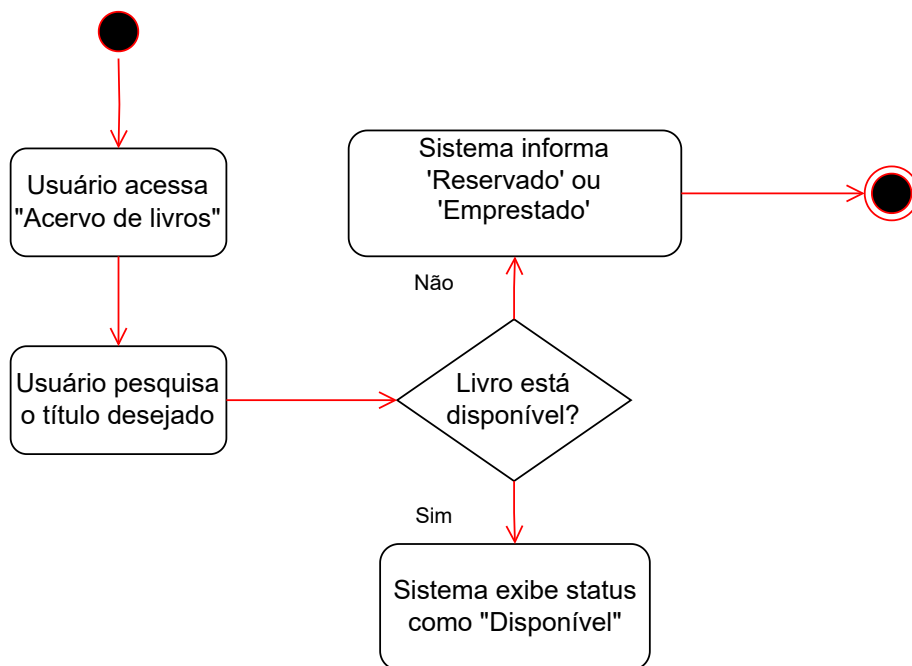 Usuário acessa
"Acervo de livros"
Usuário pesquisa
o título desejado
Sistema informa
'Reservado' ou
'Emprestado'
Não
Livro está
disponível?
Sim
Sistema exibe status
como "Disponível"